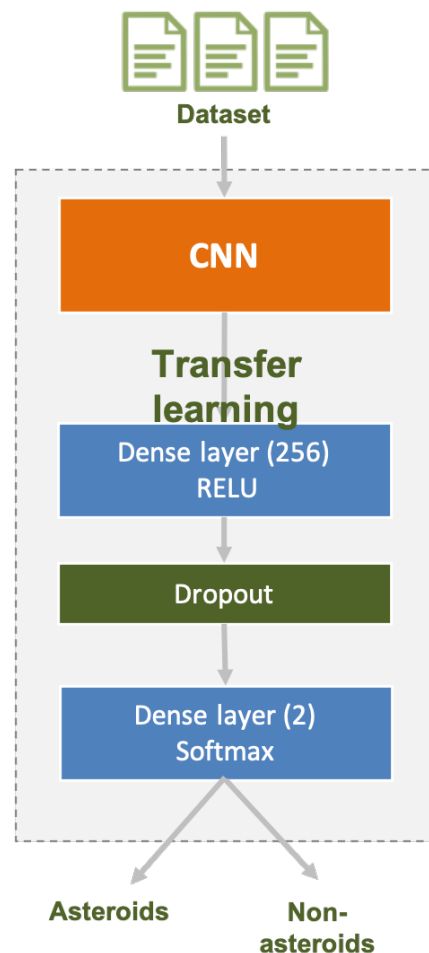 Dataset
CNN
Transfer
learning
Dense layer (256)
RELU
Dropout
Dense layer (2)
Softmax
Asteroids
Non-
asteroids